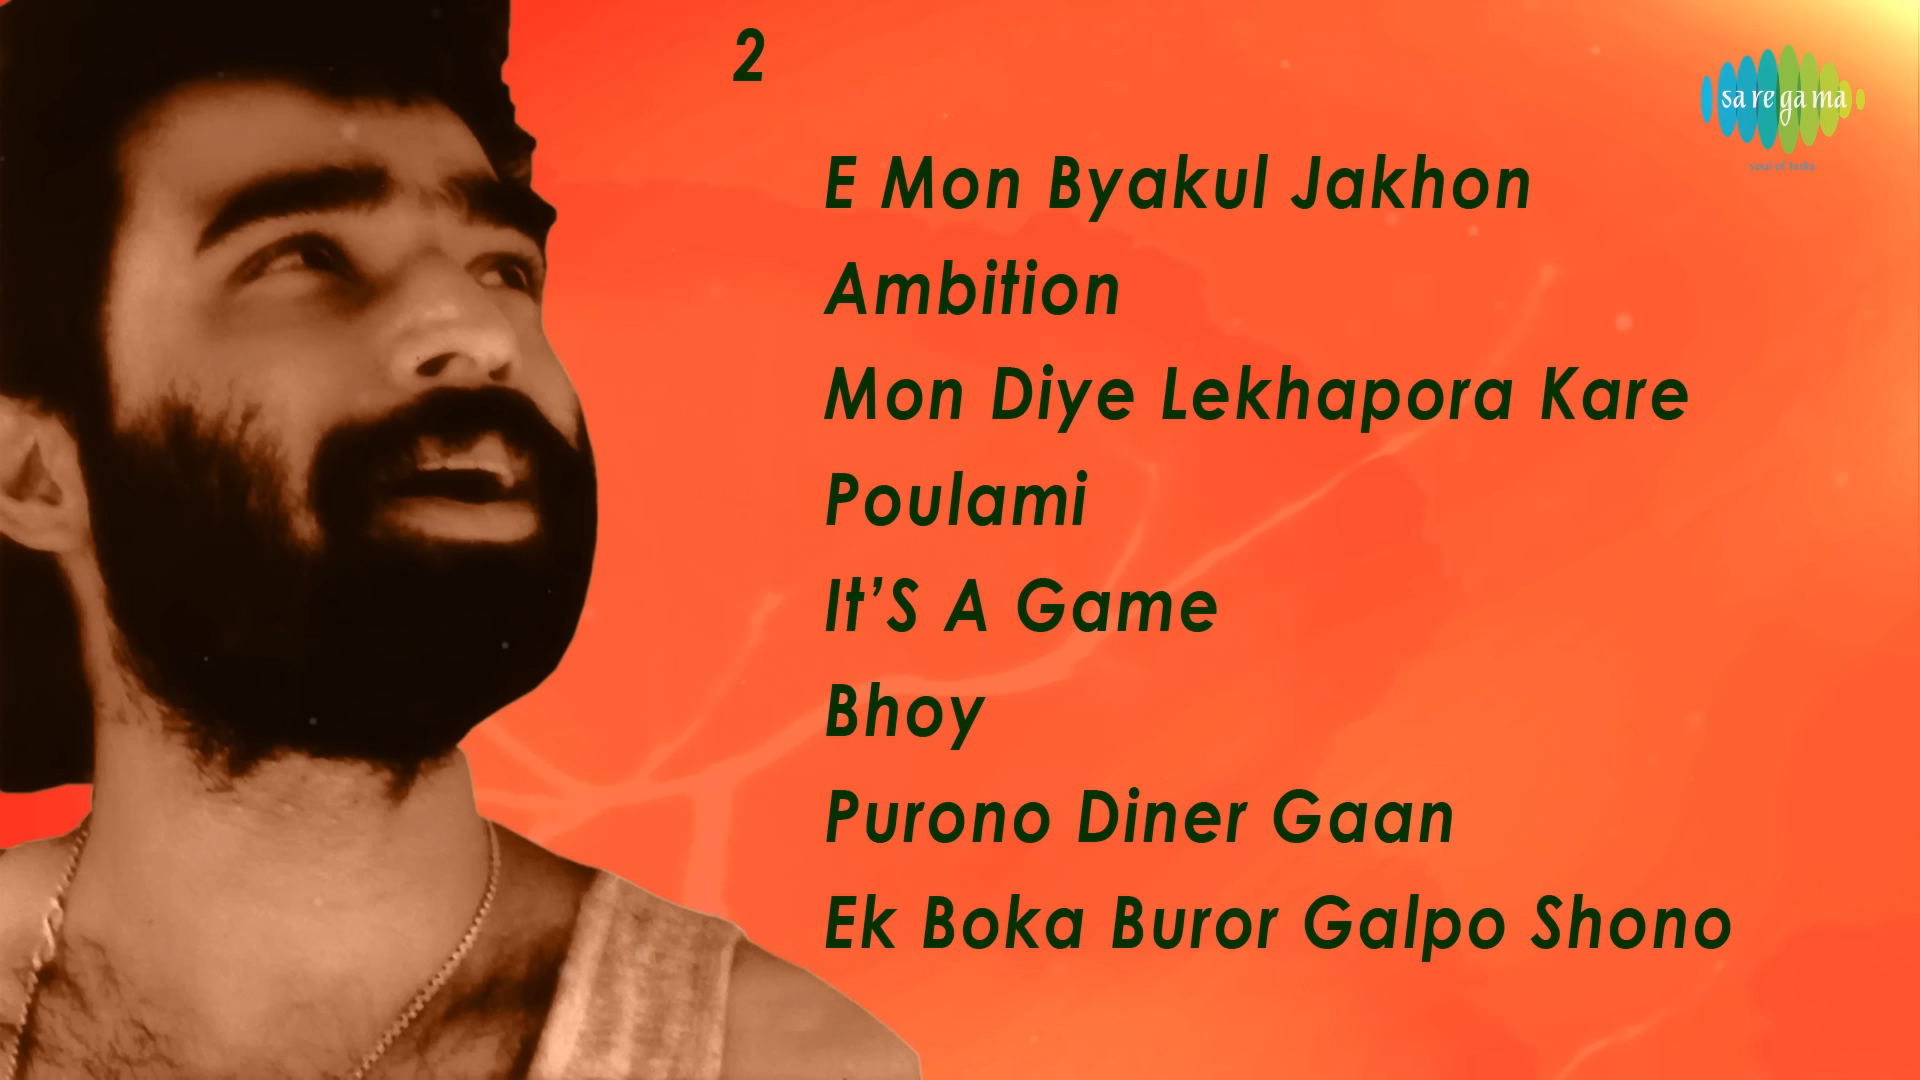 2
sa re ga ma
E Mon Byakul Jakhon
Ambition
Mon Diye Lekhapora Kare
Poulami
It’S A Game
Bhoy
Purono Diner Gaan
Ek Boka Buror Galpo Shono